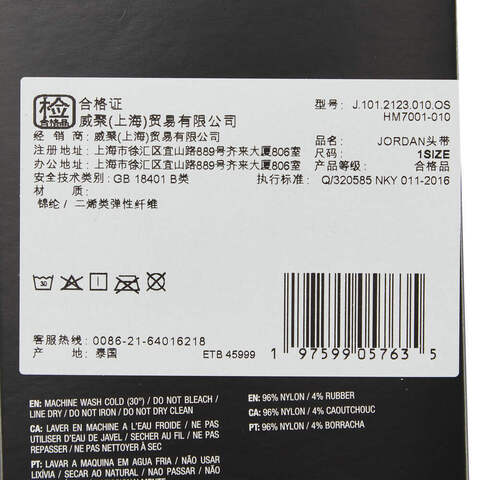 检
合格品
合格证
威聚(上海)贸易有限公司
型号: J.101.2123.010.OS
HM7001-010
经 销 商: 威聚(上海)贸易有限公司
品名: JORDAN头带
注册地址: 上海市徐汇区宜山路889号齐来大厦806室
尺码: 1SIZE
办公地址: 上海市徐汇区宜山路889号齐来大厦806室
产品等级: 合格品
安全技术类别: GB 18401 B类
执行标准: Q/320585 NKY 011-2016
材 质:
锦纶 / 二烯类弹性纤维
30
客服热线: 0086-21-64016218
产 地: 泰国
ETB 45999
1 97599 05763 5
EN: MACHINE WASH COLD (30°) / DO NOT BLEACH /
LINE DRY / DO NOT IRON / DO NOT DRY CLEAN
CA: LAVER EN MACHINE A L'EAU FROIDE / NE PAS
UTILISER D'EAU DE JAVEL / SECHER AU FIL / NE PAS
REPASSER / NE PAS NETTOYER À SEC
PT: LAVAR A MAQUINA EM AGUA FRIA / NÃO USAR
LIXÍVIA / SECAR AO NATURAL / NAO PASSAR / NÃO
EN: 96% NYLON / 4% RUBBER
CA: 96% NYLON / 4% CAOUTCHOUC
PT: 96% NYLON / 4% BORRACHA